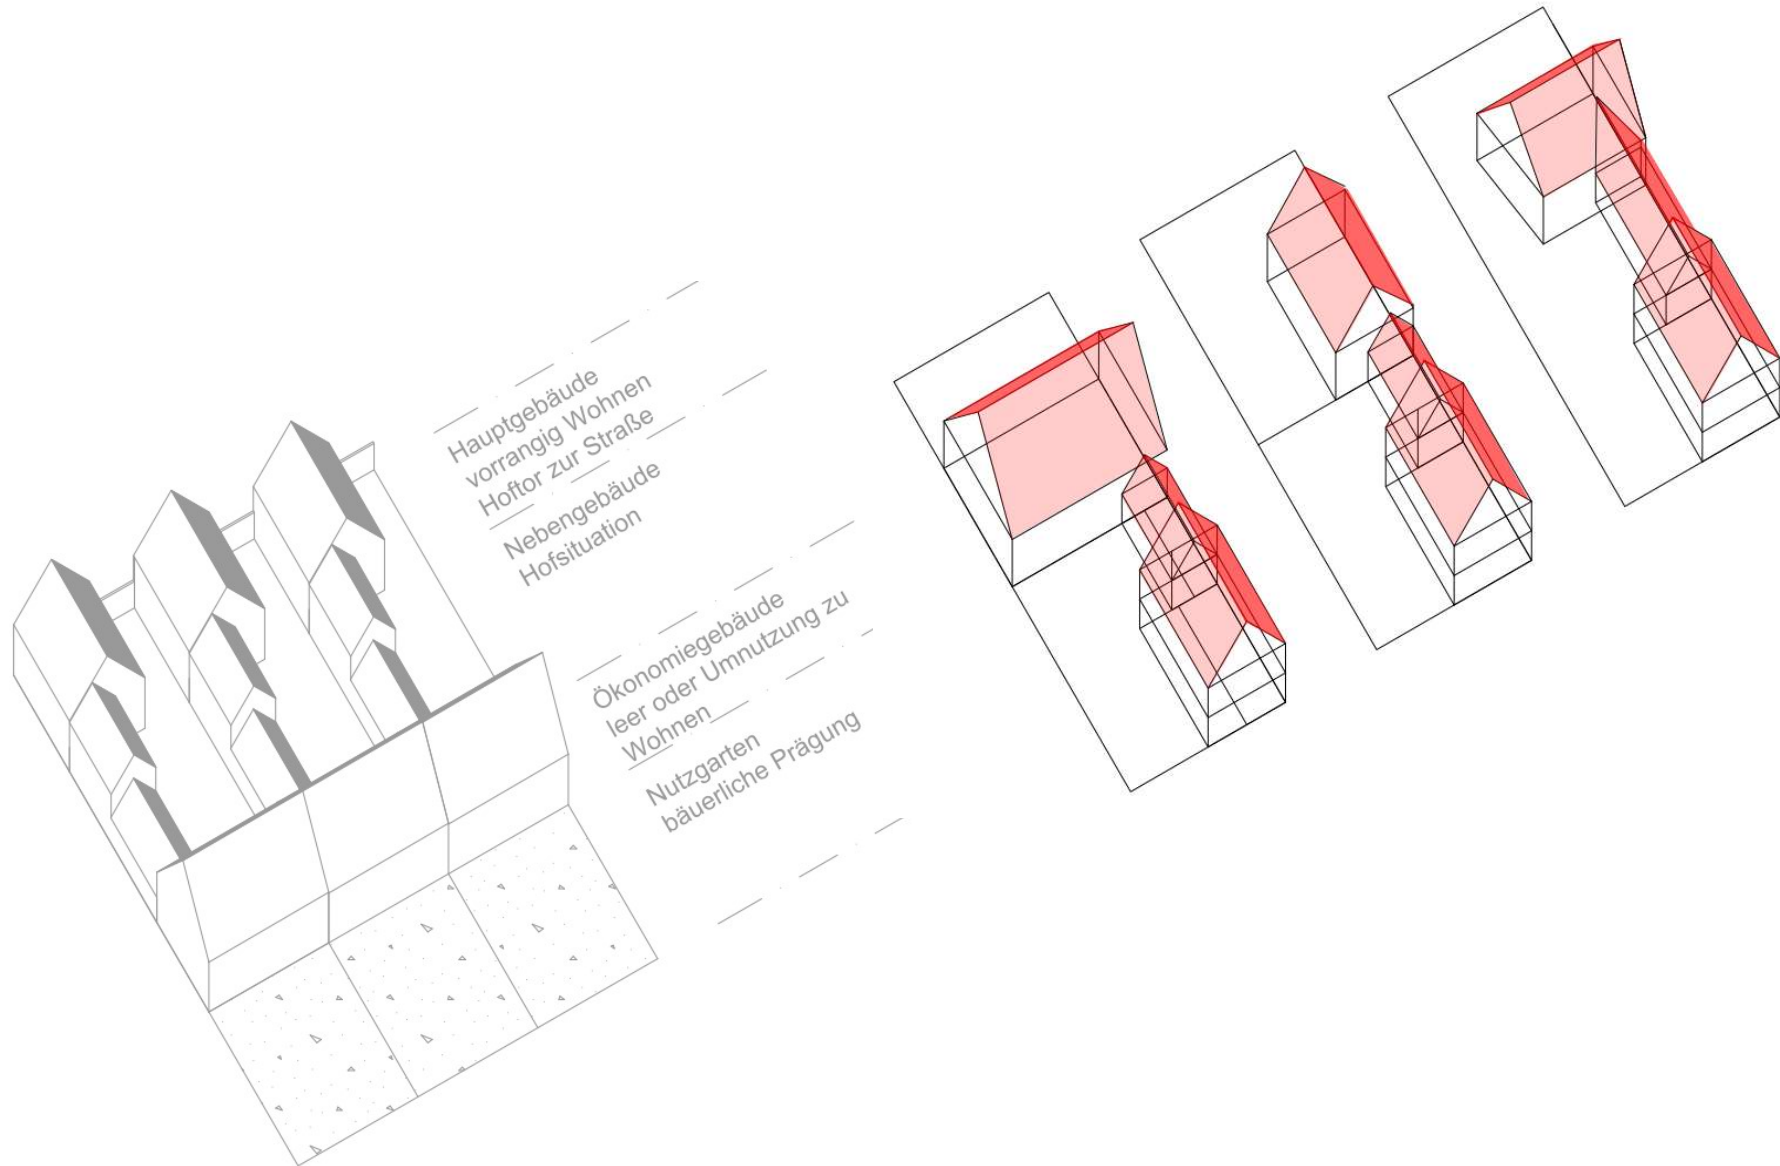 Hauptgebäude
vorrangig Wohnen
Hoftor zur Straße
Nebengebäude
Hofsituation
Ökonomiegebäude
leer oder Umnutzung zu
Wohnen
Nutzgarten
bäuerliche Prägung